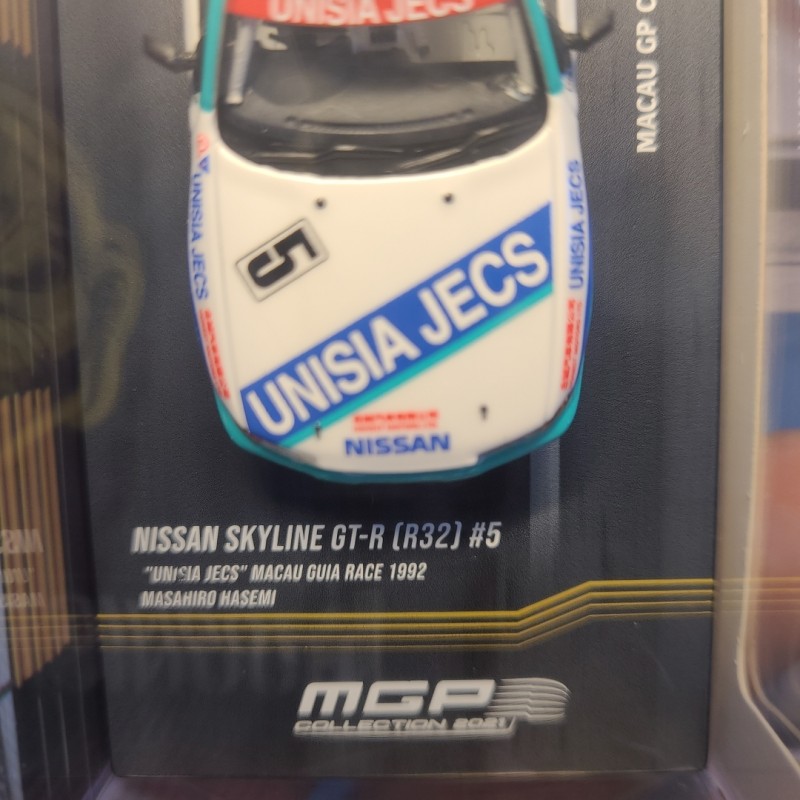 UNISIA JECS
MACAU GP C
UNISIA JECS
UNISIA JECS
5
UNISIA JECS
NISSAN
NISSAN SKYLINE GT-R (R32) #5
"UNISIA JECS" MACAU GUIA RACE 1992
MASAHIRO HASEMI
MGP
COLLECTION 2021